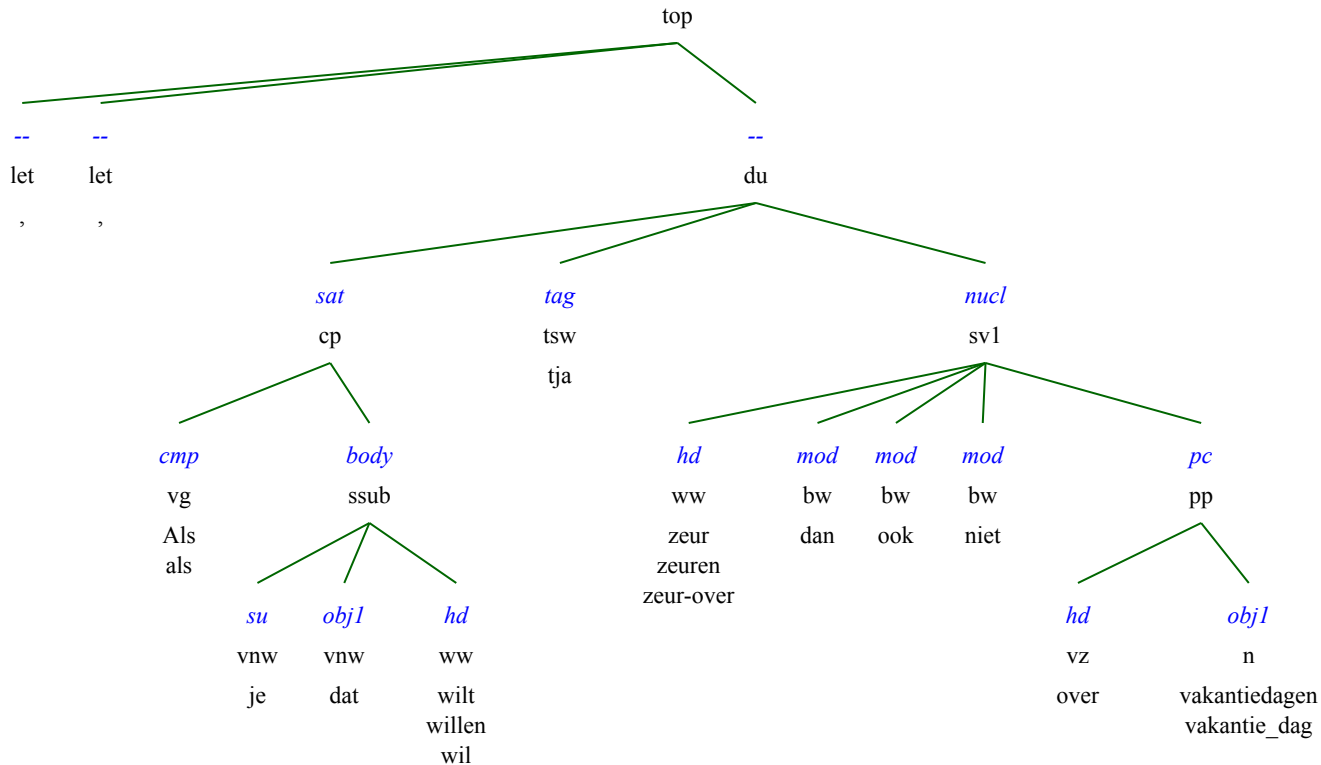 top
-- -- --
let let du
, ,
sat tag nucl
cp tsw sv1
tja
cmp body hd mod mod mod pc
vg ssub ww bw bw bw pp
Als zeur dan ook niet
als zeuren
zeur-over
su obj1 hd hd obj1
vnw vnw ww vz n
je dat wilt over vakantiedagen
willen vakantie_dag
wil